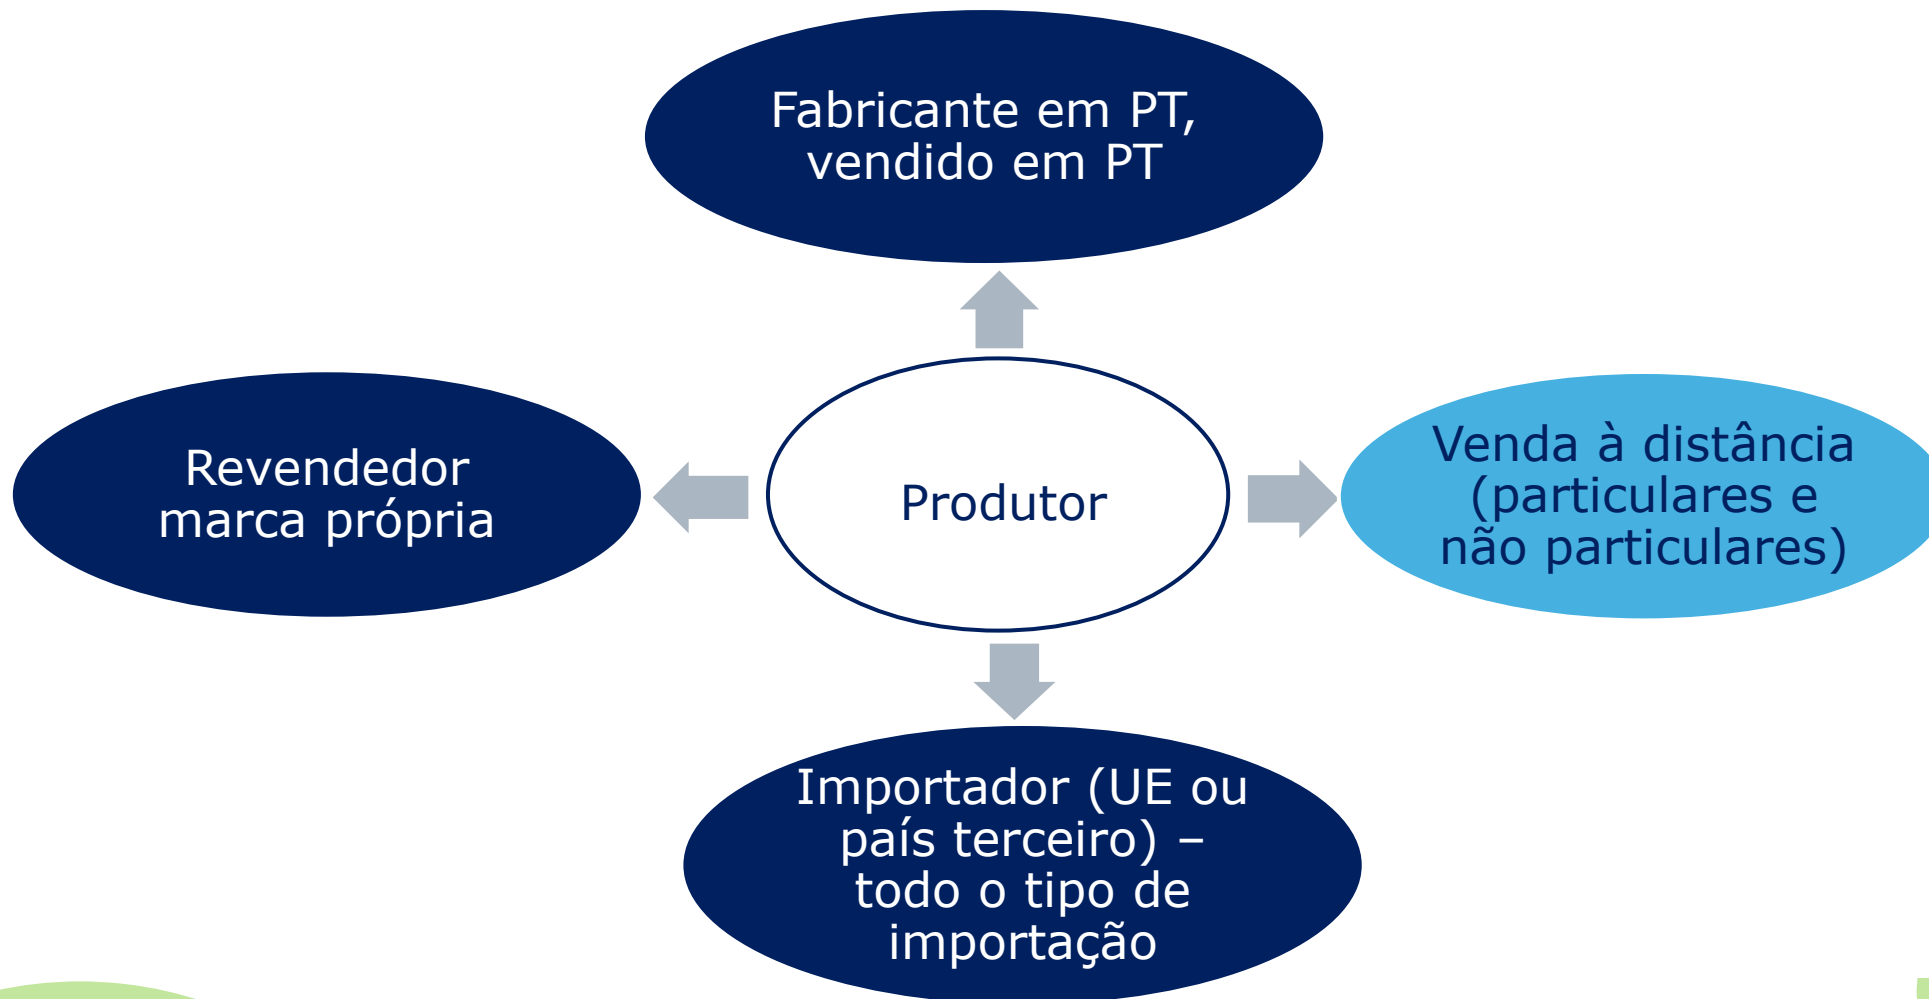 Fabricante em PT,
vendido em PT
Revendedor
marca própria
Produtor
Venda à distância
(particulares e
não particulares)
Importador (UE ou
país terceiro) –
todo o tipo de
importação